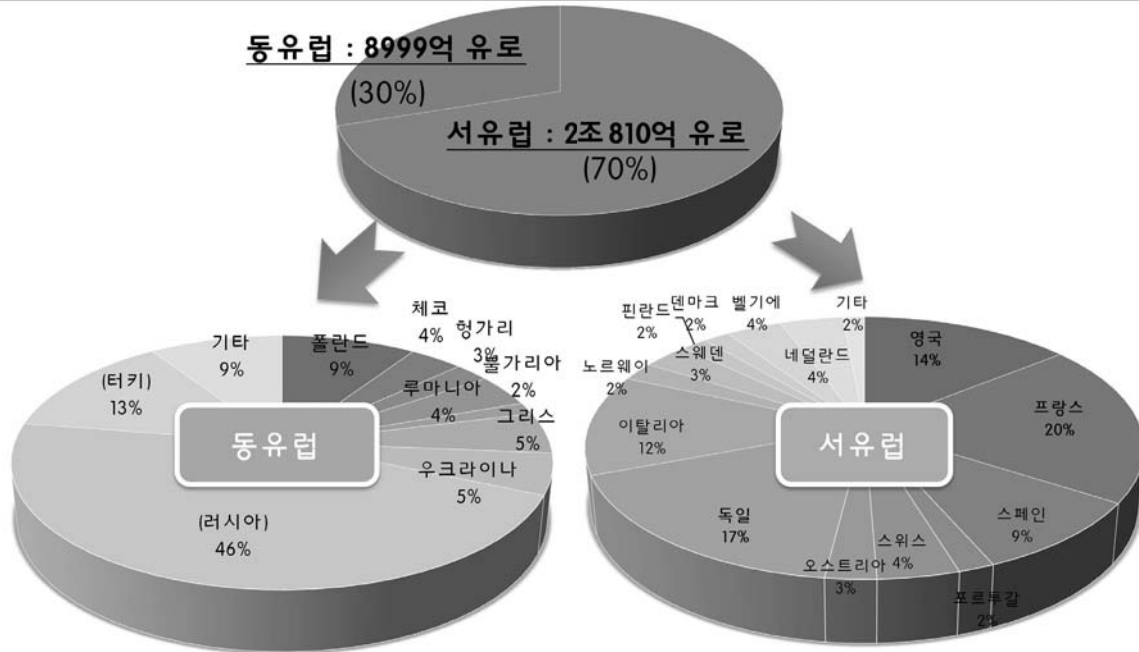 동유럽 : 8999억 유로
(30%)
서유럽 : 2조 810억 유로
(70%)
동유럽
폴란드
9%
체코
4%
헝가리
3%
루마니아
4%
불가리아
2%
그리스
5%
우크라이나
5%
(러시아)
46%
(터키)
13%
기타
9%
서유럽
영국
14%
프랑스
20%
스페인
9%
포르투갈
2%
스위스
4%
오스트리아
3%
독일
17%
이탈리아
12%
노르웨이
2%
스웨덴
3%
핀란드
2%
덴마크
2%
벨기에
4%
네덜란드
4%
기타
2%